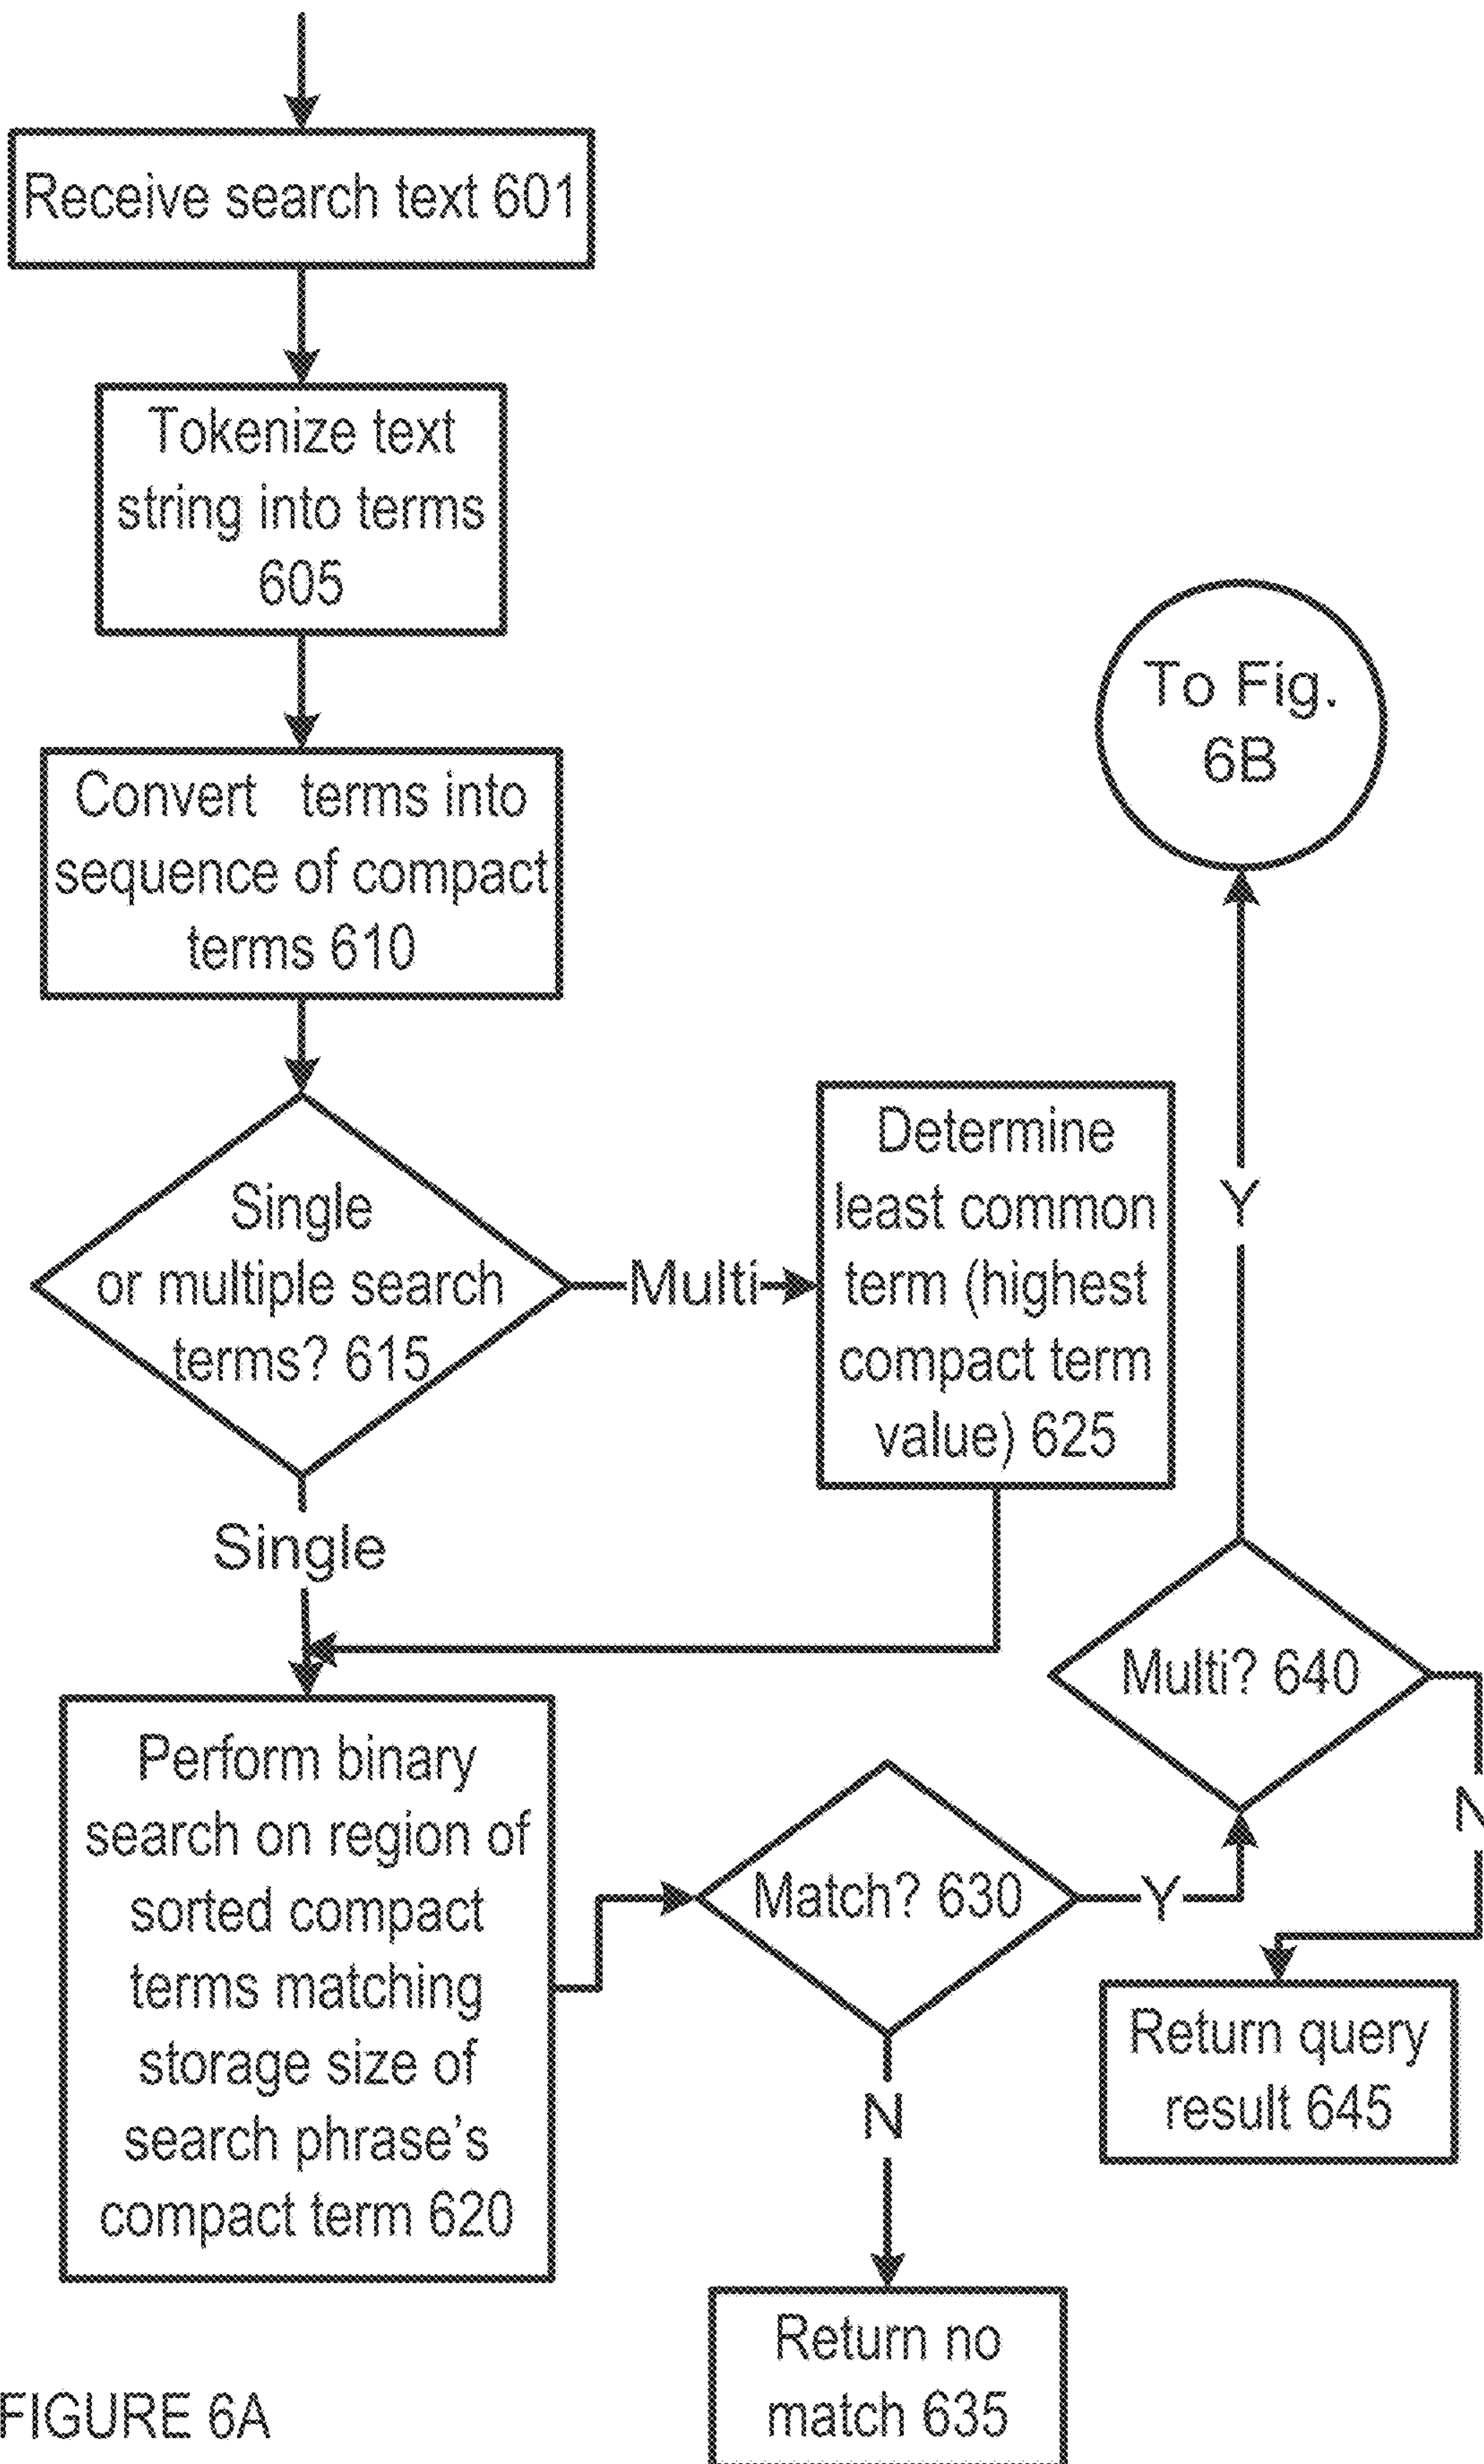 Receive search text 601
Tokenize text
string into terms
605
Convert terms into
sequence of compact
terms 610
Single
or multiple search
terms? 615
Multi
Single
Determine
least common
term (highest
compact term
value) 625
To Fig.
6B
Y
Multi? 640
N
Perform binary
search on region of
sorted compact
terms matching
storage size of
search phrase's
compact term 620
Match? 630
Y
N
Return query
result 645
Return no
match 635
FIGURE 6A